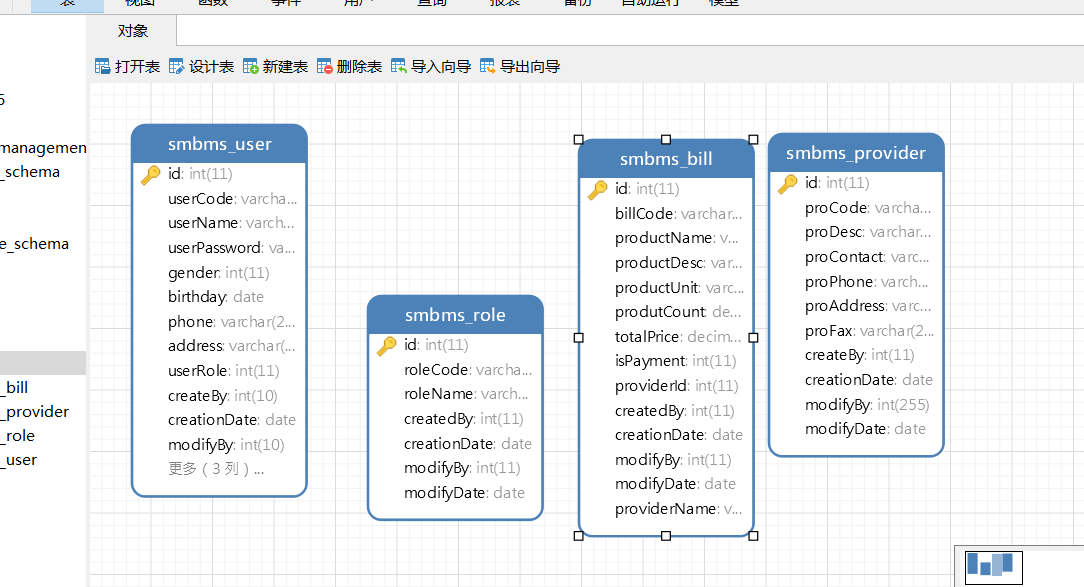 表 视图 函数 事件 用户 查询 报表 备份 自动运行 模型
对象
打开表 设计表 新建表 删除表 导入向导 导出向导
5
managemen
_schema
e_schema
_bill
_provider
_role
_user
smbms_user
id: int(11)
userCode: varcha...
userName: varch...
userPassword: va...
gender: int(11)
birthday: date
phone: varchar(2...
address: varchar(...
userRole: int(11)
createBy: int(10)
creationDate: date
modifyBy: int(10)
更多 ( 3 列 ) ...
smbms_role
id: int(11)
roleCode: varcha...
roleName: varch...
createdBy: int(11)
creationDate: date
modifyBy: int(11)
modifyDate: date
smbms_bill
id: int(11)
billCode: varchar...
productName: v...
productDesc: var...
productUnit: varc...
produtCount: de...
totalPrice: decim...
isPayment: int(11)
providerId: int(11)
createdBy: int(11)
creationDate: date
modifyBy: int(11)
modifyDate: date
providerName: v...
smbms_provider
id: int(11)
proCode: varcha...
proDesc: varchar...
proContact: varc...
proPhone: varch...
proAddress: varc...
proFax: varchar(2...
createBy: int(11)
creationDate: date
modifyBy: int(255)
modifyDate: date